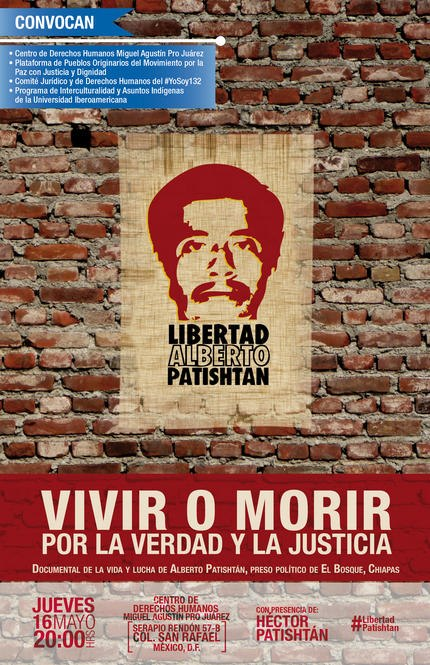 CONVOCAN
• Centro de Derechos Humanos Miguel Agustín Pro Juárez
• Plataforma de Pueblos Originarios del Movimiento por la
Paz con Justicia y Dignidad
• Comité Jurídico y de Derechos Humanos del #YoSoy132
• Programa de Interculturalidad y Asuntos Indígenas
de la Universidad Iberoamericana
LIBERTAD
ALBERTO
PATISHTAN
VIVIR O MORIR
POR LA VERDAD Y LA JUSTICIA
DOCUMENTAL DE LA VIDA Y LUCHA DE ALBERTO PATISHTÁN, PRESO POLÍTICO DE EL BOSQUE, CHIAPAS
JUEVES
16MAYO
20:00HRS
CENTRO DE
DERECHOS HUMANOS
MIGUEL AGUSTÍN PRO JUÁREZ
SERAPIO RENDÓN 57-B
COL. SAN RAFAEL
MÉXICO, D.F.
CON PRESENCIA DE:
HÉCTOR
PATISHTÁN
#Libertad
Patishtan